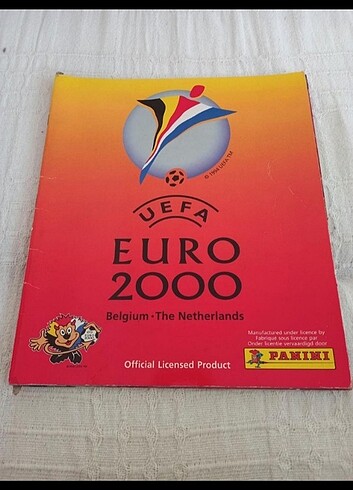 © 1994 UEFA TM
UEFA
EURO
2000
Belgium • The Netherlands
Manufactured under licence by
Fabriqué sous licence par
Onder licentie vervaardigd door
PANINI
Official Licensed Product